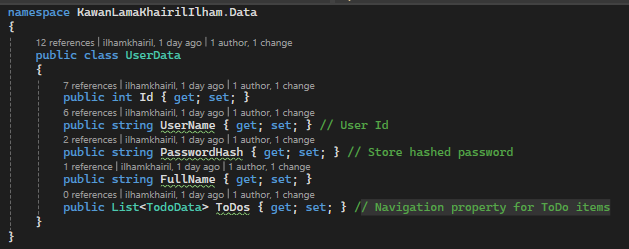 namespace KawanLamaKhairilIlham.Data
{
12 references | ilhamkhairil, 1 day ago | 1 author, 1 change
public class UserData
{
7 references | ilhamkhairil, 1 day ago | 1 author, 1 change
public int Id { get; set; }
6 references | ilhamkhairil, 1 day ago | 1 author, 1 change
public string UserName { get; set; } // User Id
2 references | ilhamkhairil, 1 day ago | 1 author, 1 change
public string PasswordHash { get; set; } // Store hashed password
1 reference | ilhamkhairil, 1 day ago | 1 author, 1 change
public string FullName { get; set; }
0 references | ilhamkhairil, 1 day ago | 1 author, 1 change
public List<TodoData> ToDos { get; set; } // Navigation property for ToDo items
}
}